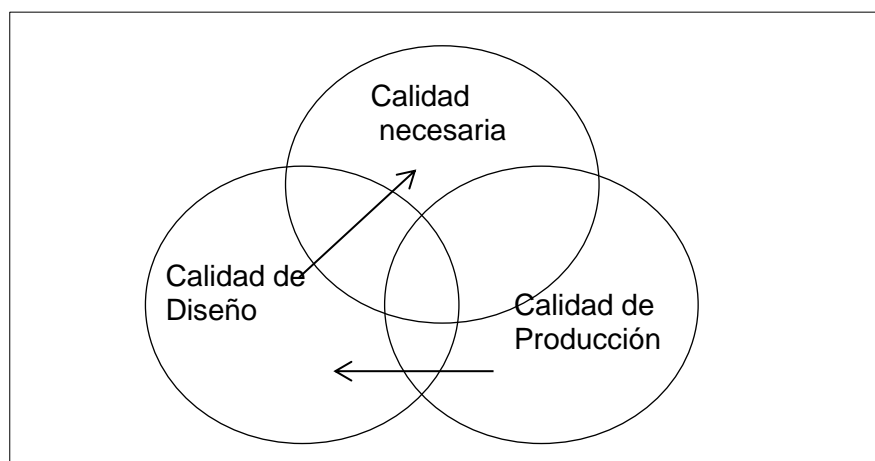 Calidad
necesaria
Calidad de
Diseño
Calidad de
Producción